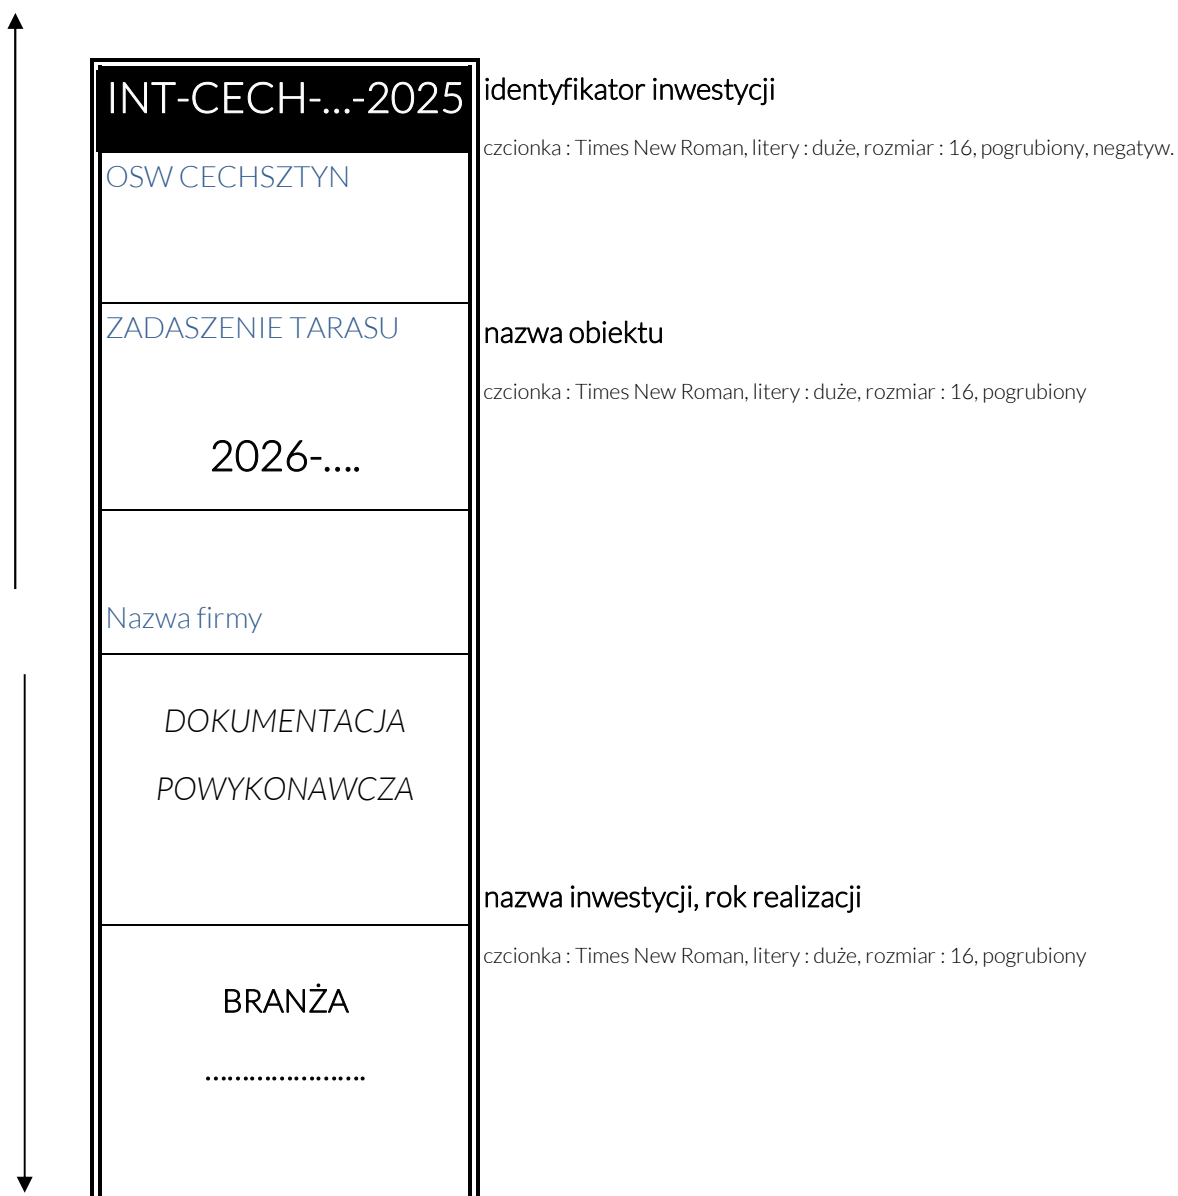 INT-CECH-...-2025
identyfikator inwestycji
czcionka : Times New Roman, litery : duże, rozmiar : 16, pogrubiony, negatyw.
OSW CECHSZTYN
ZADASZENIE TARASU
nazwa obiektu
czcionka : Times New Roman, litery : duże, rozmiar : 16, pogrubiony
2026-....
Nazwa firmy
DOKUMENTACJA
POWYKONAWCZA
nazwa inwestycji, rok realizacji
czcionka : Times New Roman, litery : duże, rozmiar : 16, pogrubiony
BRANŻA
......................